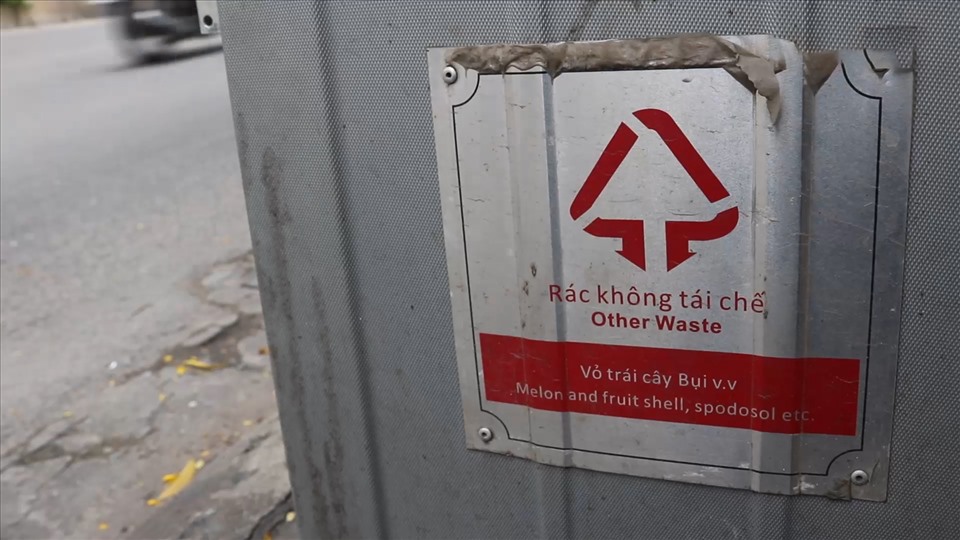 Rác không tái chế
Other Waste
Vỏ trái cây Bụi v.v
Melon and fruit shell, spodosol etc.